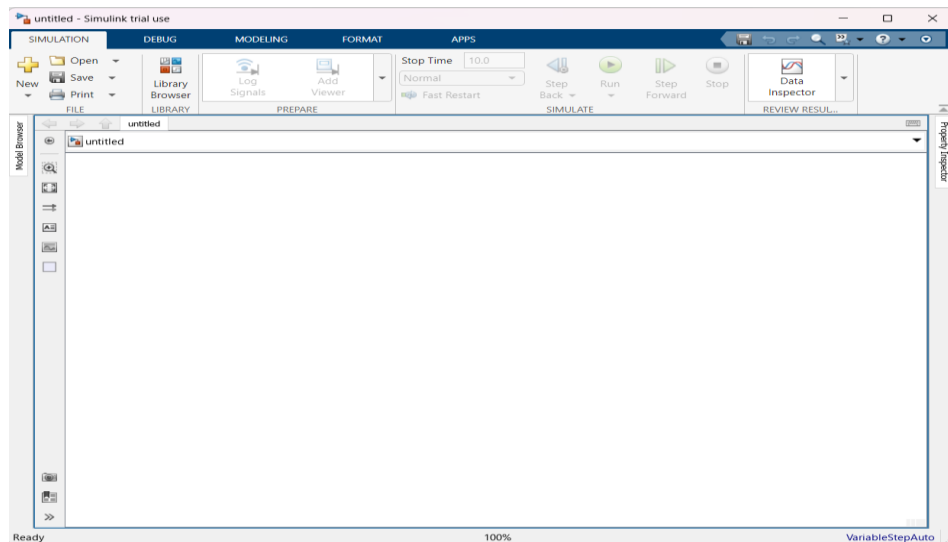 untitled - Simulink trial use
SIMULATION DEBUG MODELING FORMAT APPS
New
Open
Save
Print
FILE
Library
Browser
LIBRARY
Log
Signals
Add
Viewer
PREPARE
Stop Time 10.0
Normal
Fast Restart
Step
Back
Run
Step
Forward
Stop
SIMULATE
Data
Inspector
REVIEW RESUL...
Model Browser
untitled
untitled
Property Inspector
Ready 100% VariableStepAuto